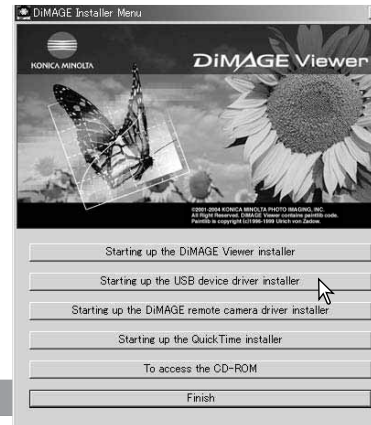 DiMAGE Installer Menu
KONICA MINOLTA
DiMAGE Viewer
©2001-2004 KONICA MINOLTA PHOTO IMAGING, INC.
All Right Reserved. DiMAGE Viewer contains paintlib code.
Paintlib is copyright (c)1996-1998 Ulrich von Zadow.
Starting up the DiMAGE Viewer installer
Starting up the USB device driver installer
Starting up the DiMAGE remote camera driver installer
Starting up the QuickTime installer
To access the CD-ROM
Finish